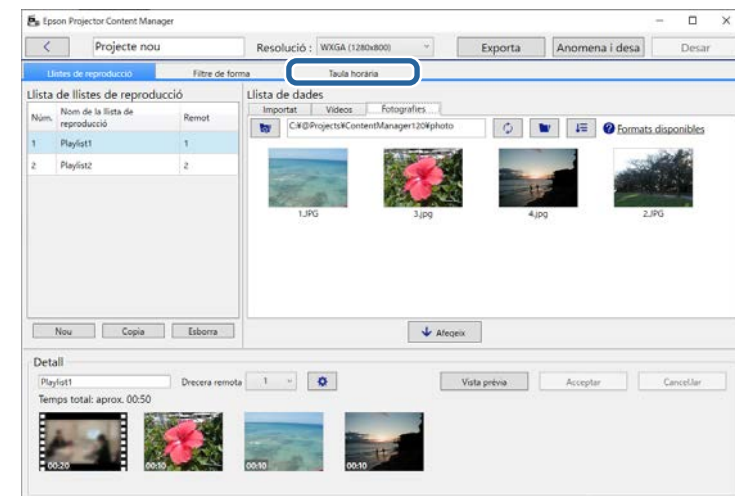 Epson Projector Content Manager
Projecte nou
Resolució : WXGA (1280x800)
Exporta
Anomena i desa
Desar
Llistes de reproducció
Filtre de forma
Taula horària
Llista de llistes de reproducció
Llista de dades
Núm.
Nom de la llista de
reproducció
Remot
1 Playlist1 1
2 Playlist2 2
Importat
Vídeos
Fotografies
C:¥@Projects¥ContentManager120¥photo
Formats disponibles
1.JPG
3.jpg
4.jpg
2.JPG
Nou
Copia
Esborra
Afegeix
Detall
Playlist1
Drecera remota
1
Vista prèvia
Acceptar
Cancel·lar
Temps total: aprox. 00:50
00:20
00:10
00:10
00:10